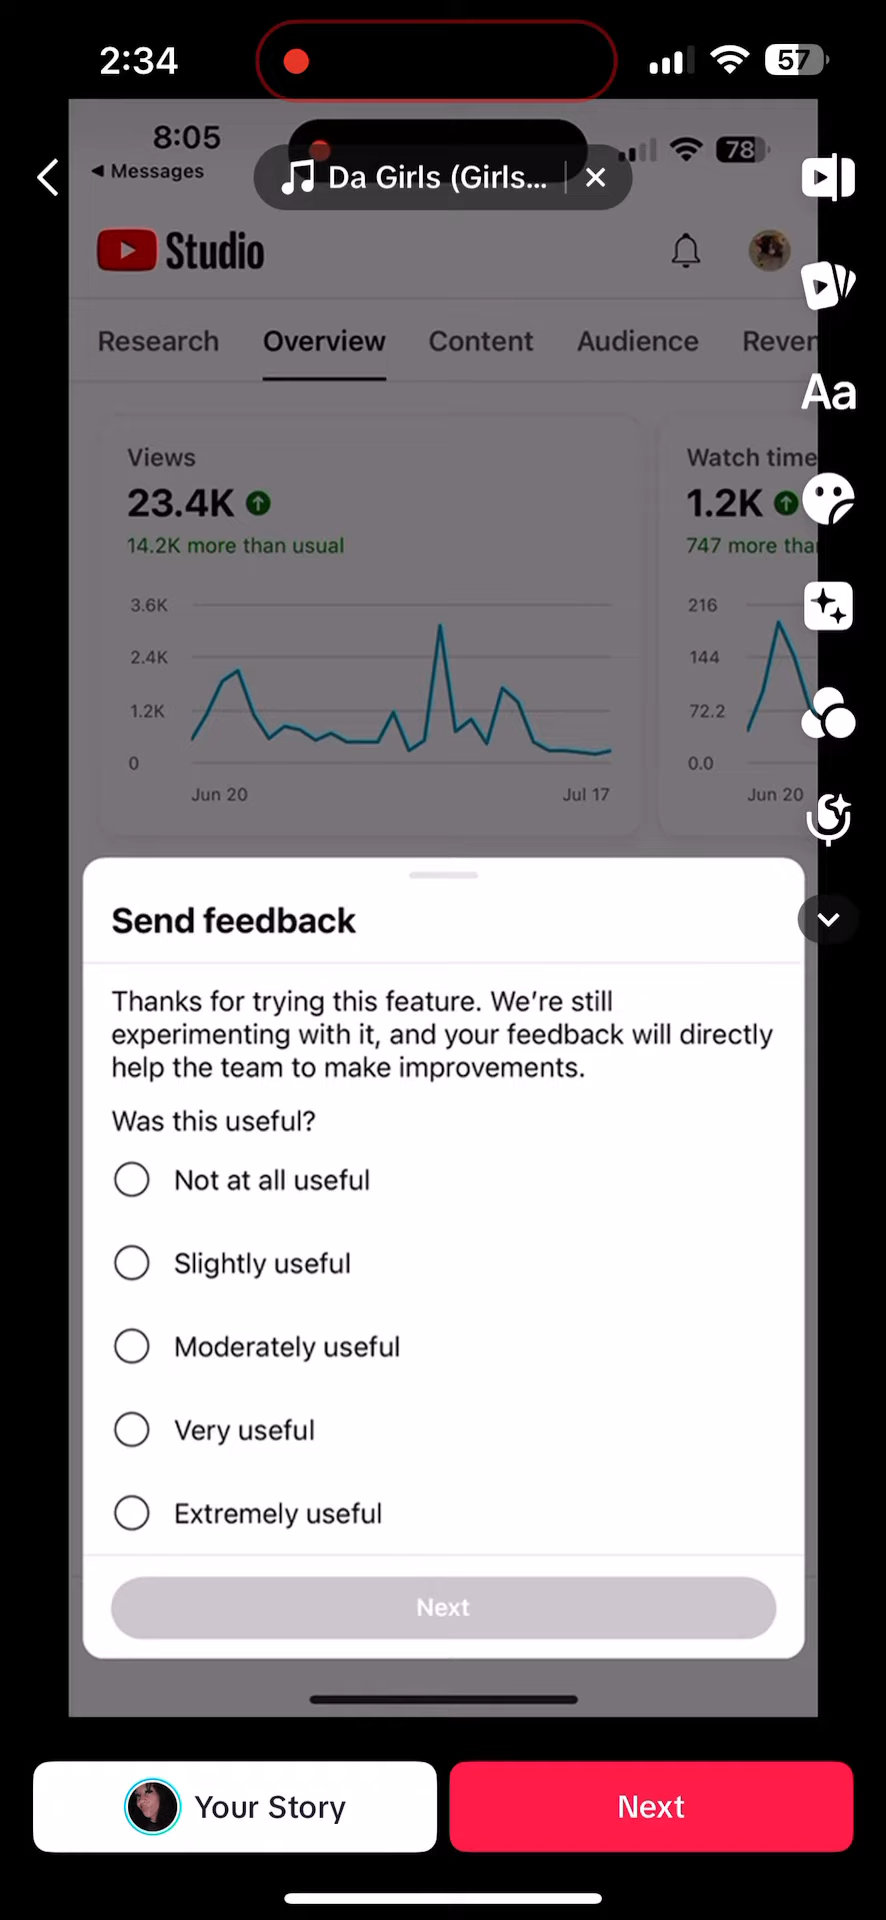 2:34
57
8:05
78
Messages
Da Girls (Girls...
Studio
Research Overview Content Audience Reven
Views
23.4K
14.2K more than usual
3.6K
2.4K
1.2K
0
Jun 20 Jul 17
Watch time
1.2K
747 more than
216
144
72.2
0.0
Jun 20
Aa
Send feedback
Thanks for trying this feature. We're still
experimenting with it, and your feedback will directly
help the team to make improvements.
Was this useful?
Not at all useful
Slightly useful
Moderately useful
Very useful
Extremely useful
Next
Your Story
Next